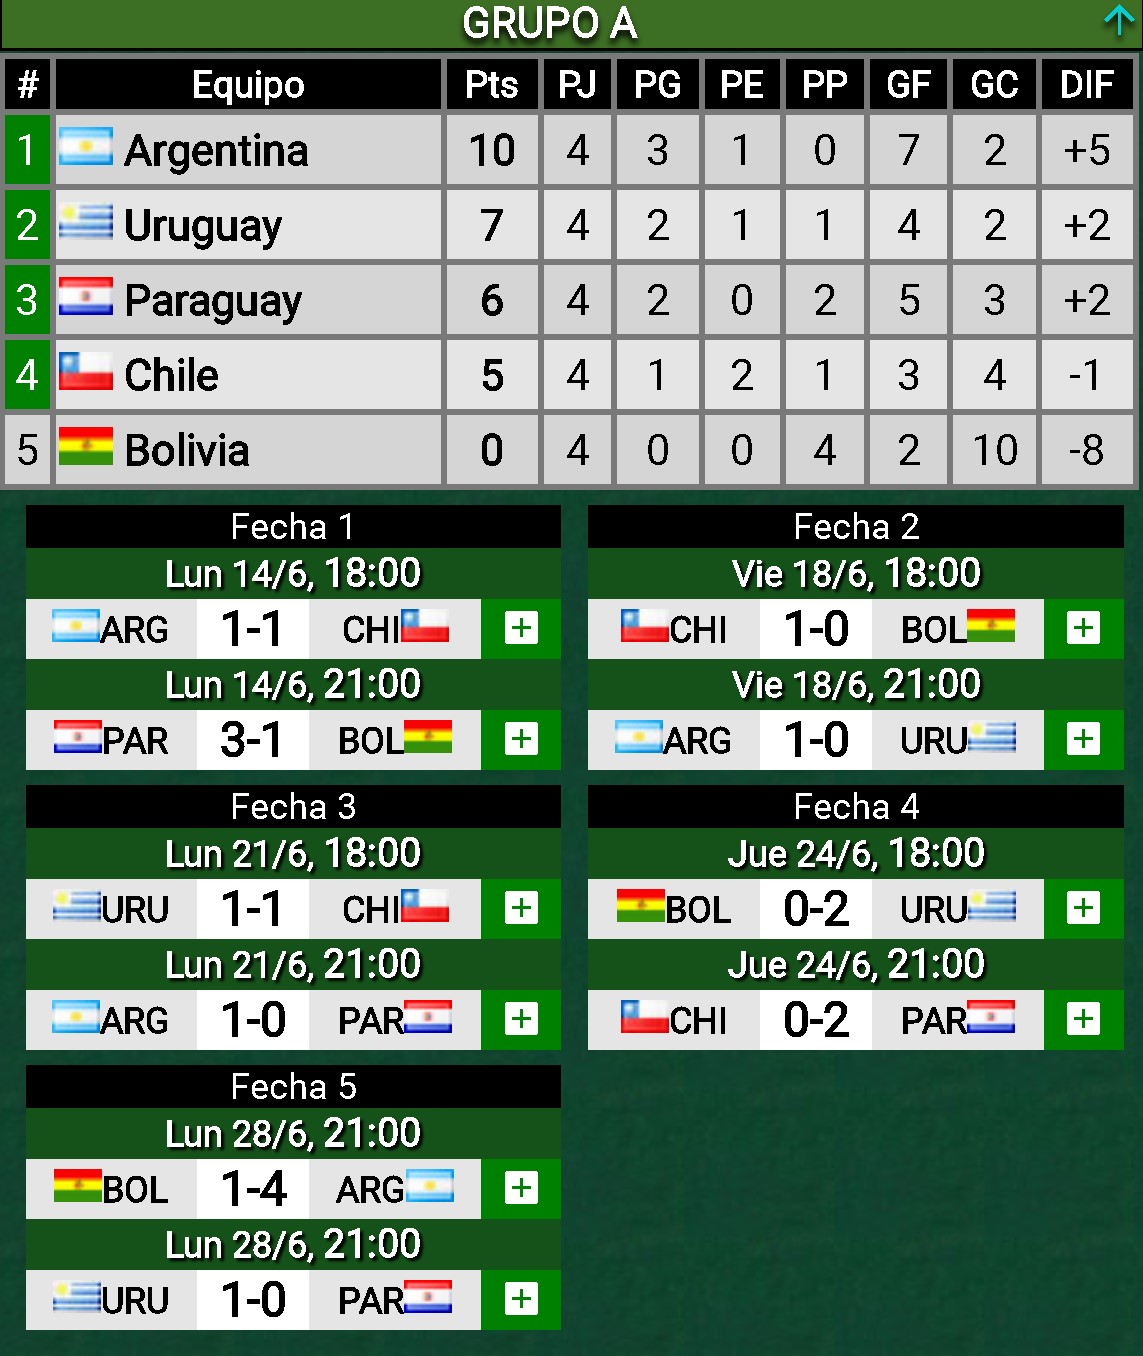 GRUPO A
# Equipo Pts PJ PG PE PP GF GC DIF
1 Argentina 10 4 3 1 0 7 2 +5
2 Uruguay 7 4 2 1 1 4 2 +2
3 Paraguay 6 4 2 0 2 5 3 +2
4 Chile 5 4 1 2 1 3 4 -1
5 Bolivia 0 4 0 0 4 2 10 -8
Fecha 1
Lun 14/6, 18:00
ARG 1-1 CHI
Lun 14/6, 21:00
PAR 3-1 BOL
Fecha 2
Vie 18/6, 18:00
CHI 1-0 BOL
Vie 18/6, 21:00
ARG 1-0 URU
Fecha 3
Lun 21/6, 18:00
URU 1-1 CHI
Lun 21/6, 21:00
ARG 1-0 PAR
Fecha 4
Jue 24/6, 18:00
BOL 0-2 URU
Jue 24/6, 21:00
CHI 0-2 PAR
Fecha 5
Lun 28/6, 21:00
BOL 1-4 ARG
Lun 28/6, 21:00
URU 1-0 PAR